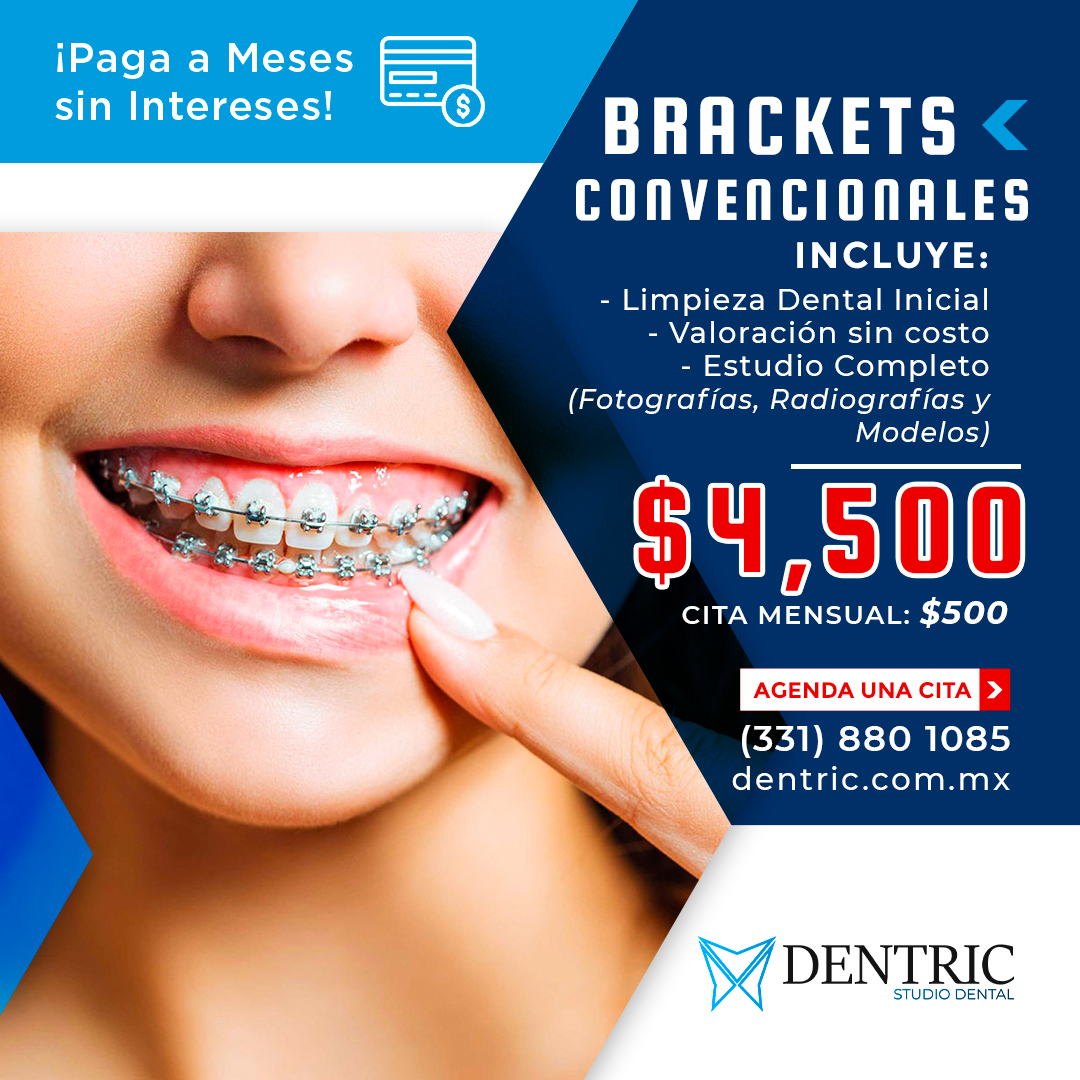 ¡Paga a Meses
sin Intereses!
$
BRACKETS
CONVENCIONALES
INCLUYE:
- Limpieza Dental Inicial
- Valoración sin costo
- Estudio Completo
(Fotografías, Radiografías y
Modelos)
$4,500
CITA MENSUAL: $500
AGENDA UNA CITA
(331) 880 1085
dentric.com.mx
DENTRIC
STUDIO DENTAL